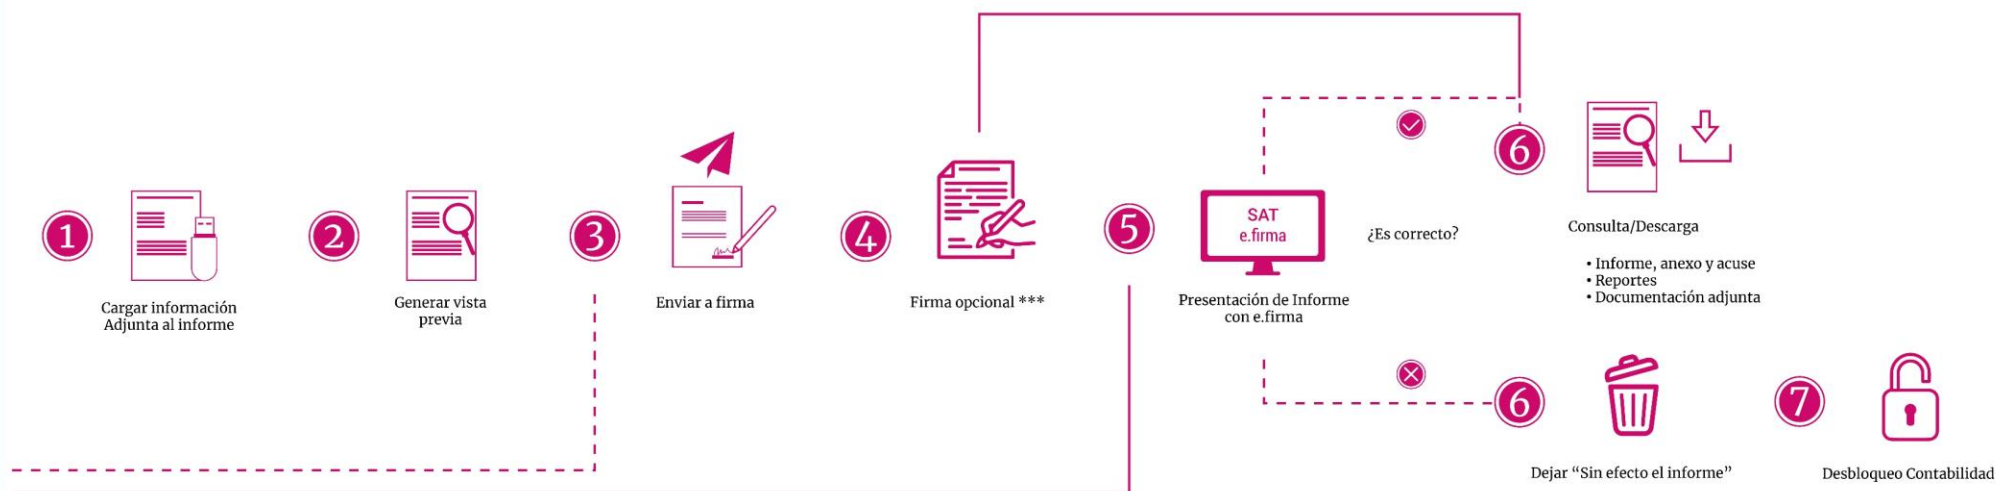 1
Cargar información
Adjunta al informe
2
Generar vista
previa
3
Enviar a firma
4
Firma opcional ***
5
SAT
e.firma
Presentación de Informe
con e.firma
¿Es correcto?
6
Consulta/Descarga
• Informe, anexo y acuse
• Reportes
• Documentación adjunta
6
Dejar “Sin efecto el informe”
7
Desbloqueo Contabilidad